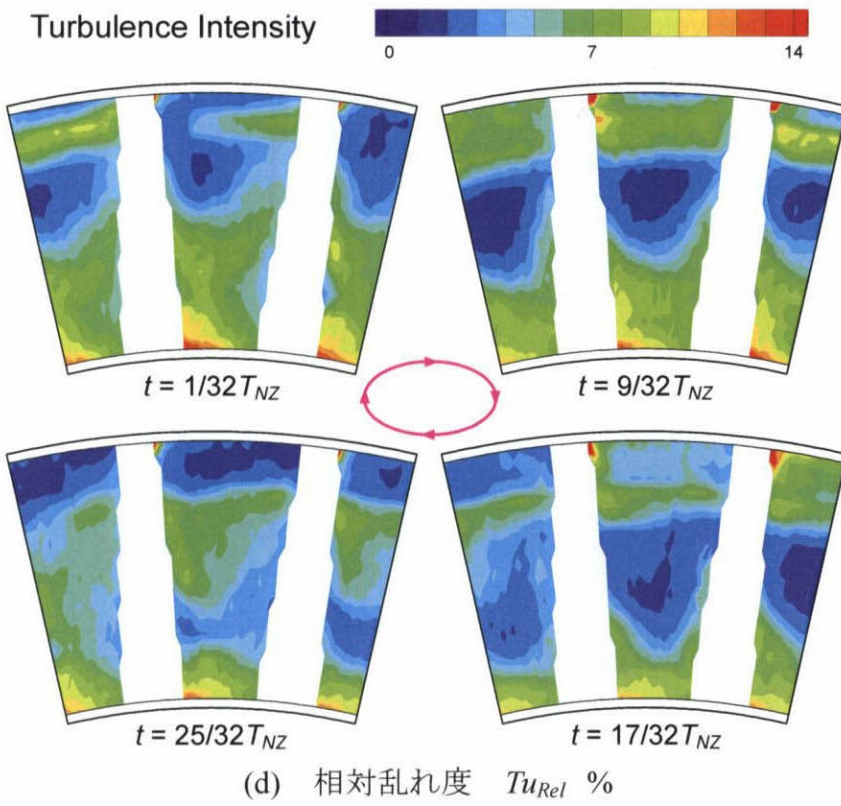 Turbulence Intensity
0 7 14
t = 1/32T_NZ
t = 9/32T_NZ
t = 25/32T_NZ
t = 17/32T_NZ
(d) 相対乱れ度 Tu_Rel %